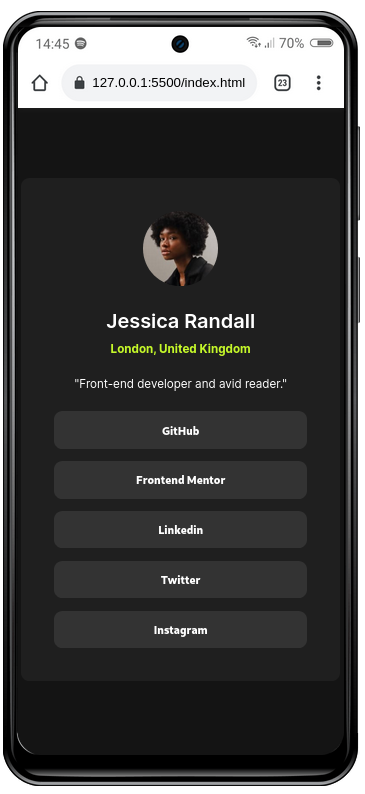 14:45
70%
127.0.0.1:5500/index.html
23
Jessica Randall
London, United Kingdom
"Front-end developer and avid reader."
GitHub
Frontend Mentor
Linkedin
Twitter
Instagram